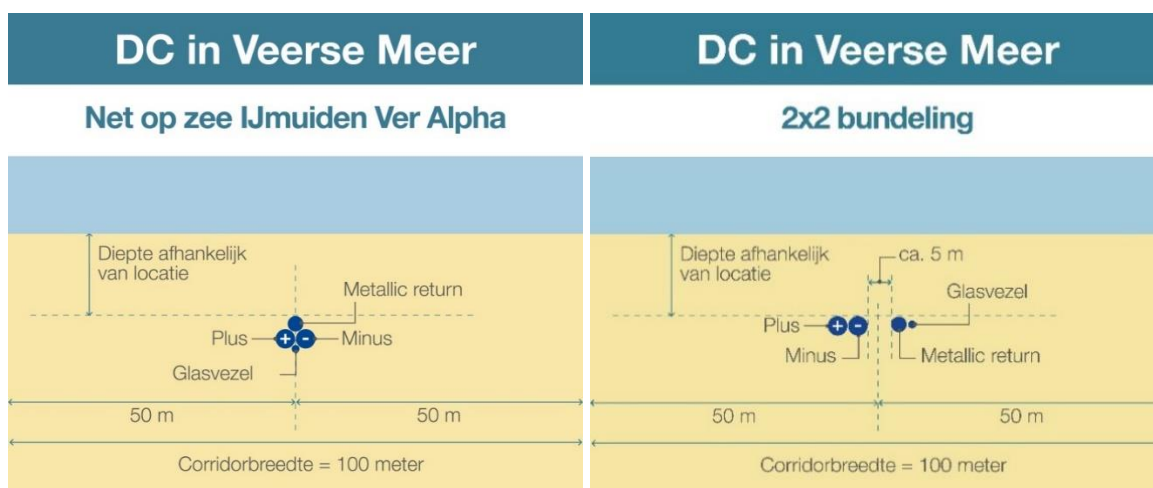 DC in Veerse Meer
Net op zee IJmuiden Ver Alpha
Diepte afhankelijk
van locatie
Metallic return
Plus
+
-
Minus
Glasvezel
50 m
50 m
Corridorbreedte = 100 meter
DC in Veerse Meer
2x2 bundeling
Diepte afhankelijk
van locatie
ca. 5 m
Glasvezel
Plus
+
-
Minus
Metallic return
50 m
50 m
Corridorbreedte = 100 meter